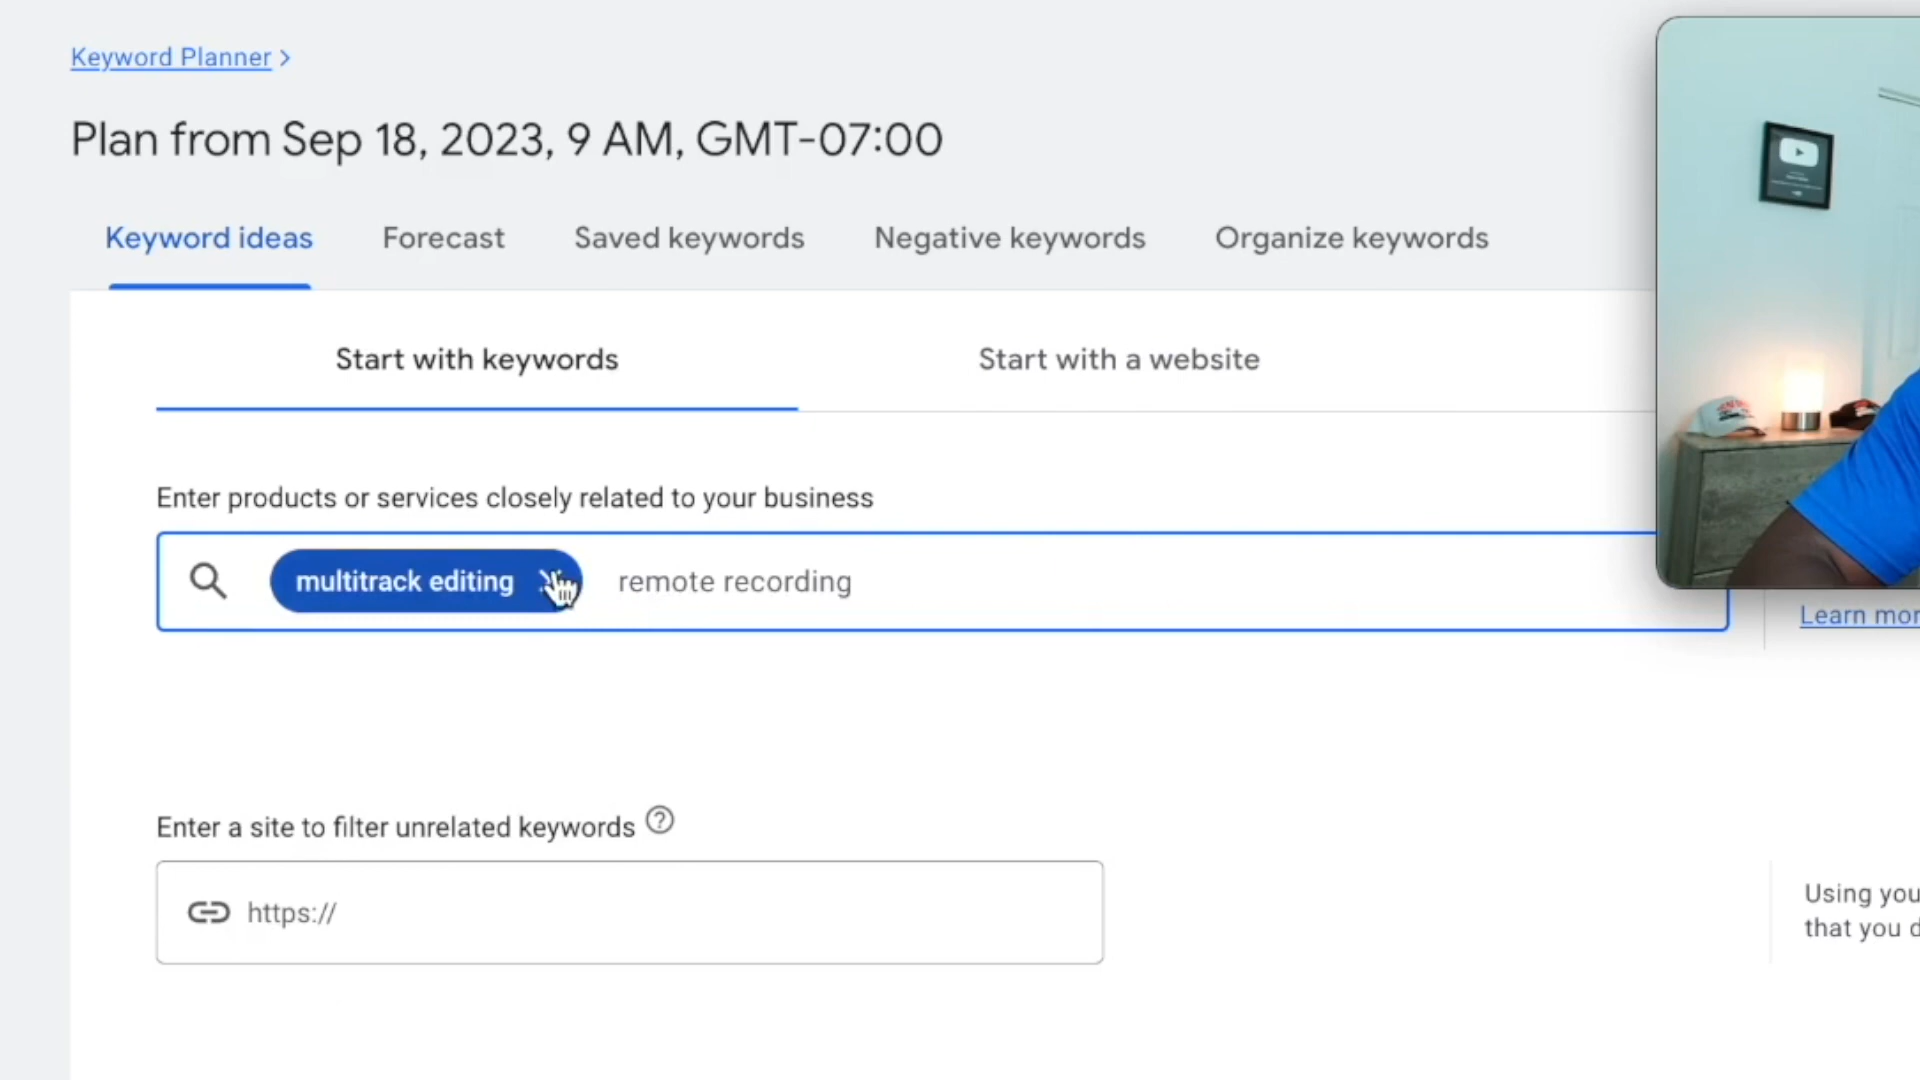 Keyword Planner >
Plan from Sep 18, 2023, 9 AM, GMT-07:00
Keyword ideas Forecast Saved keywords Negative keywords Organize keywords
Start with keywords Start with a website
Enter products or services closely related to your business
multitrack editing remote recording
Learn
Enter a site to filter unrelated keywords
https://
Using
that you